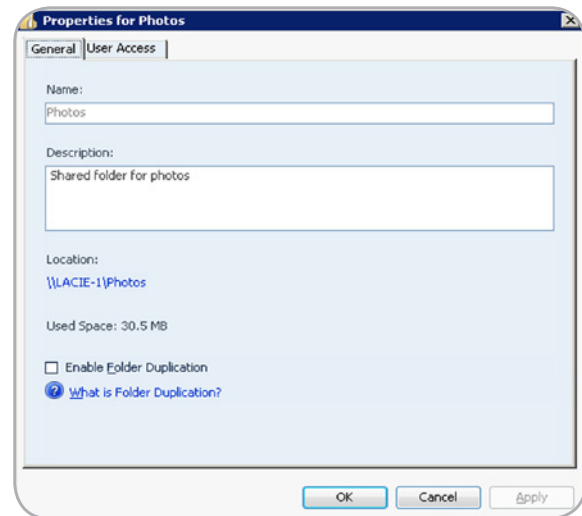 Properties for Photos
General User Access
Name:
Photos
Description:
Shared folder for photos
Location:
\\LACIE-1\Photos
Used Space: 30.5 MB
Enable Folder Duplication
What is Folder Duplication?
OK Cancel Apply